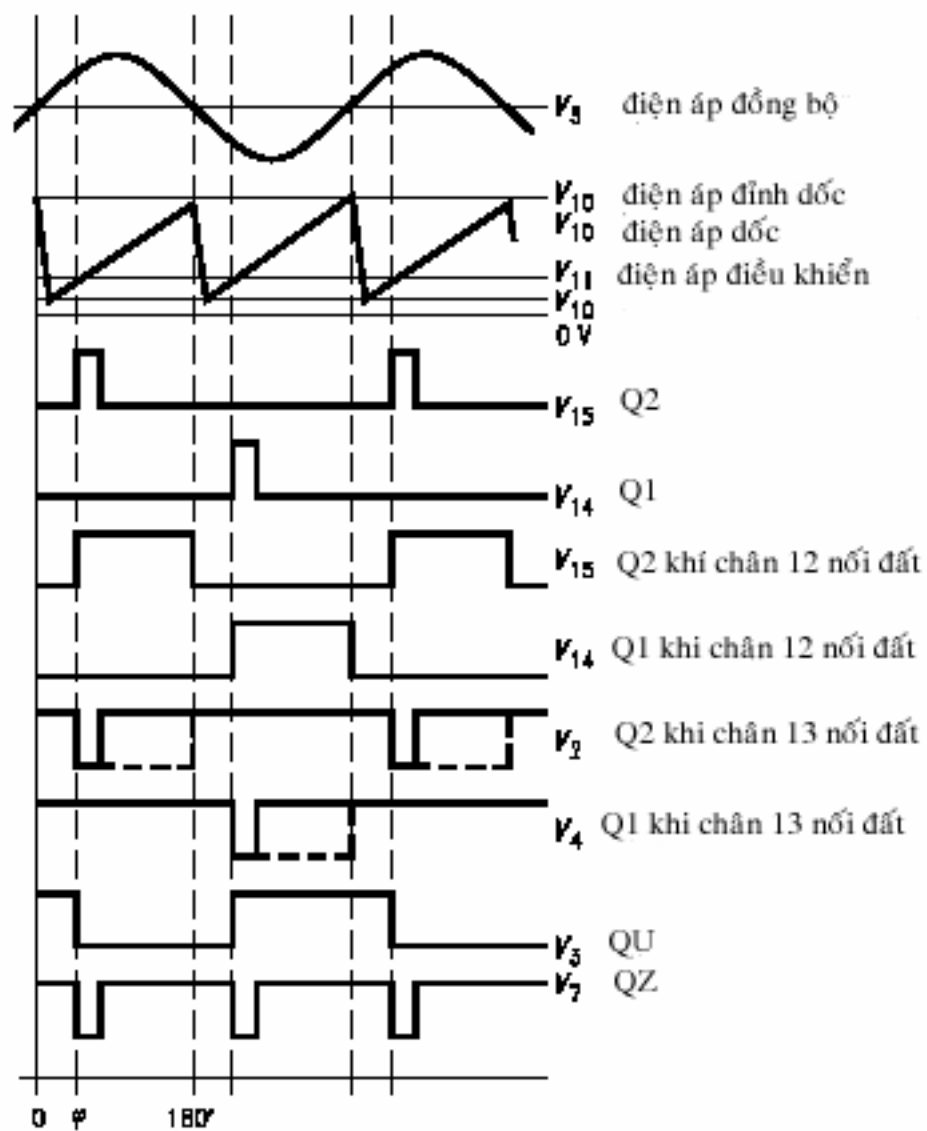 V5 điện áp đồng bộ
V10 điện áp đỉnh dốc
V10 điện áp dốc
V11 điện áp điều khiển
V10
0 V
V15 Q2
V14 Q1
V15 Q2 khí chân 12 nối đất
V14 Q1 khi chân 12 nối đất
V2 Q2 khi chân 13 nối đất
V4 Q1 khi chân 13 nối đất
V3 QU
V7 QZ
0 φ 180°